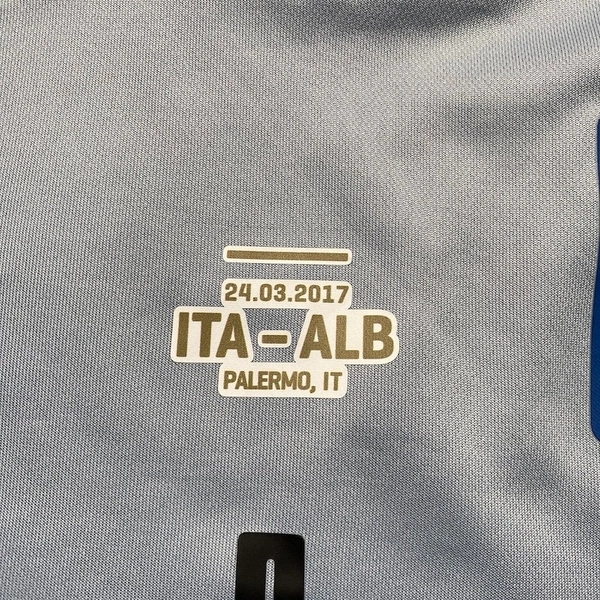 24.03.2017
ITA - ALB
PALERMO, IT